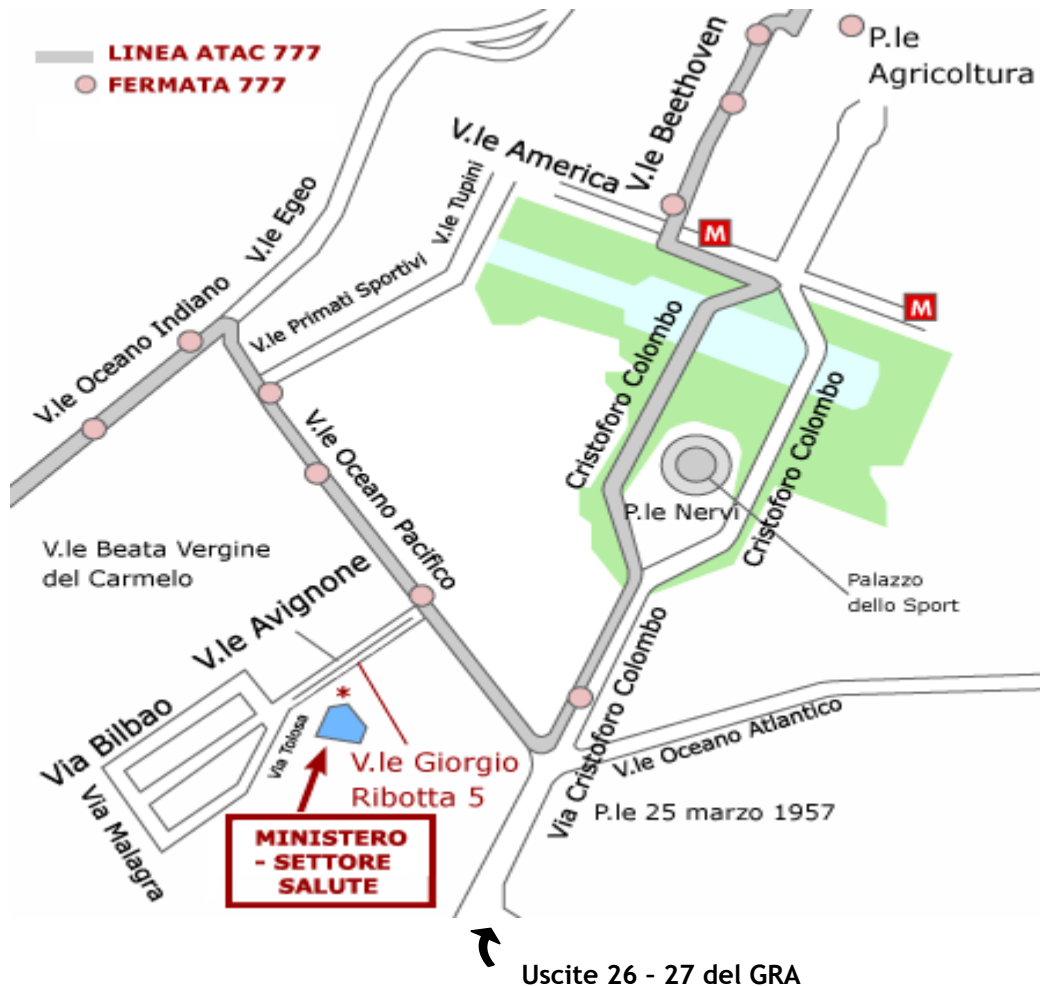 LINEA ATAC 777
FERMATA 777
P.le
Agricoltura
V.le Beethoven
V.le America
V.le Egeo
V.le Tupini
V.le Primati Sportivi
V.le Oceano Indiano
M
M
Cristoforo Colombo
Cristoforo Colombo
V.le Oceano Pacifico
P.le Nervi
V.le Beata Vergine
del Carmelo
Palazzo
dello Sport
V.le Avignone
*
Via Bilbao
Via Tolosa
V.le Giorgio
Ribotta 5
Via Cristoforo Colombo
V.le Oceano Atlantico
Via Malagra
P.le 25 marzo 1957
MINISTERO
- SETTORE
SALUTE
Uscite 26 - 27 del GRA